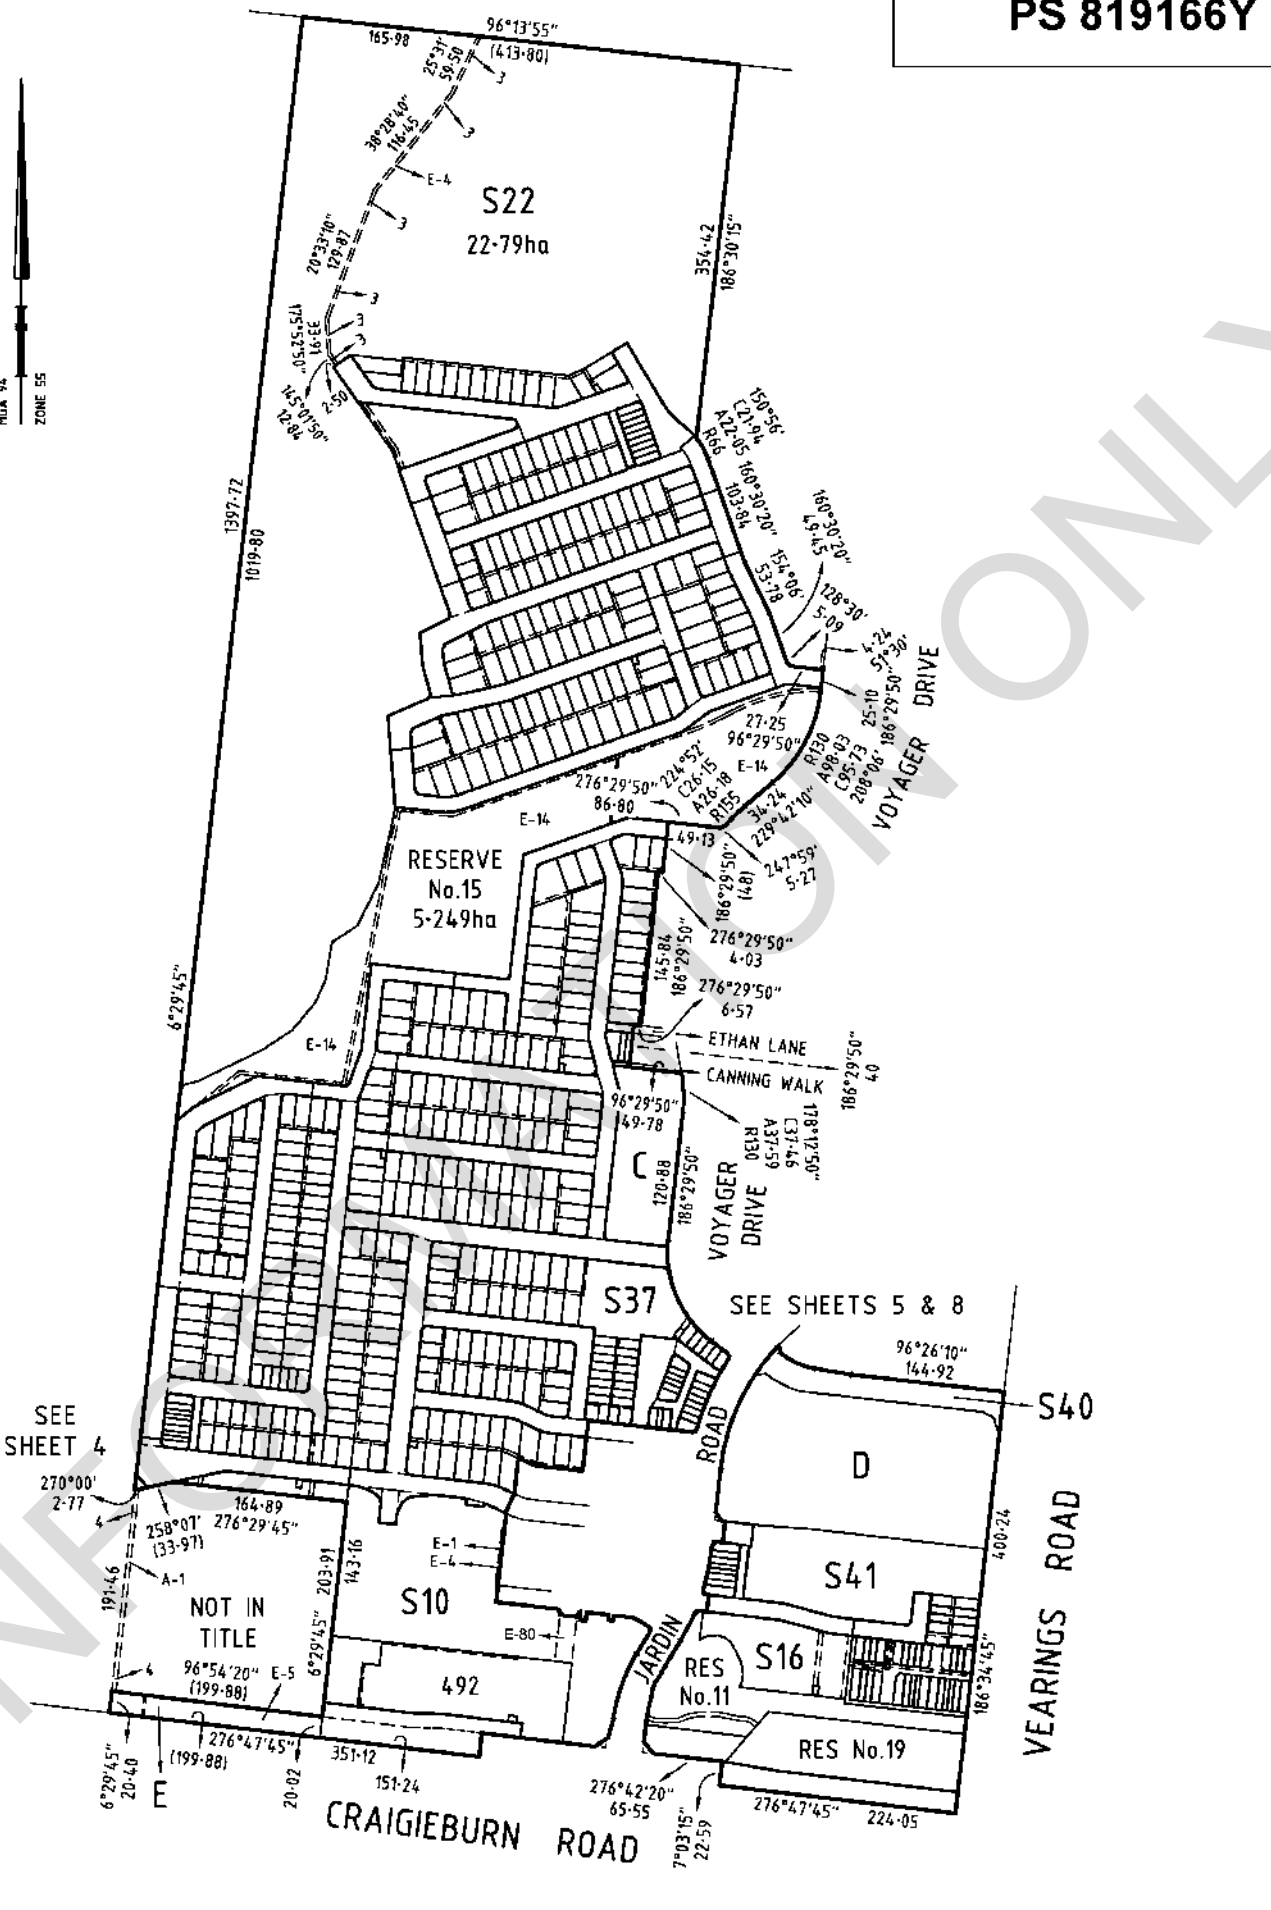 PS 819166Y
96°13'55"
(413·80)
165·98
25°31'
59·50
3
3
38°28'40"
116·45
E-4
3
S22
22·79ha
20°33'10"
129·87
3
3
3
175°52'50"
33·91
145°01'50"
12·84
2·50
354·42
186°30'15"
MGA 94
ZONE 55
1397·72
1019·80
150°56'
C21·94
A22·05
R66
160°30'20"
103·84
160°30'20"
49·45
154°06'
53·78
128°30'
5·09
4·24
51°30'
25·10
186°29'50"
VOYAGER DRIVE
27·25
96°29'50"
R130
A98·03
C95·73
208°06'
E-14
224°52'
C26·15
A26·18
R155
276°29'50"
86·80
34·24
229°42'10"
E-14
49·13
247°59'
5·27
186°29'50"
(48)
RESERVE
No.15
5·249ha
276°29'50"
4·03
145·84
186°29'50"
276°29'50"
6·57
6°29'45"
E-14
ETHAN LANE
CANNING WALK
186°29'50"
40
96°29'50"
49·78
178°12'50"
C37·46
A37·59
R130
C
120·88
186°29'50"
VOYAGER
DRIVE
S37
SEE SHEETS 5 & 8
96°26'10"
144·92
S40
SEE
SHEET 4
ROAD
D
270°00'
2·77
4
258°07'
(33·97)
164·89
276°29'45"
400·24
VEARINGS ROAD
E-1
E-4
203·91
143·16
191·46
A-1
S41
S10
NOT IN
TITLE
6°29'45"
E-80
JARDIN
S16
RES
No.11
186°34'45"
4
96°54'20"
(199·88)
E-5
492
RES No.19
6°29'45"
20·40
E
(199·88)
276°47'45"
20·02
351·12
151·24
276°42'20"
65·55
7°03'15"
22·59
276°47'45"
224·05
CRAIGIEBURN ROAD
INFORMATION ONLY